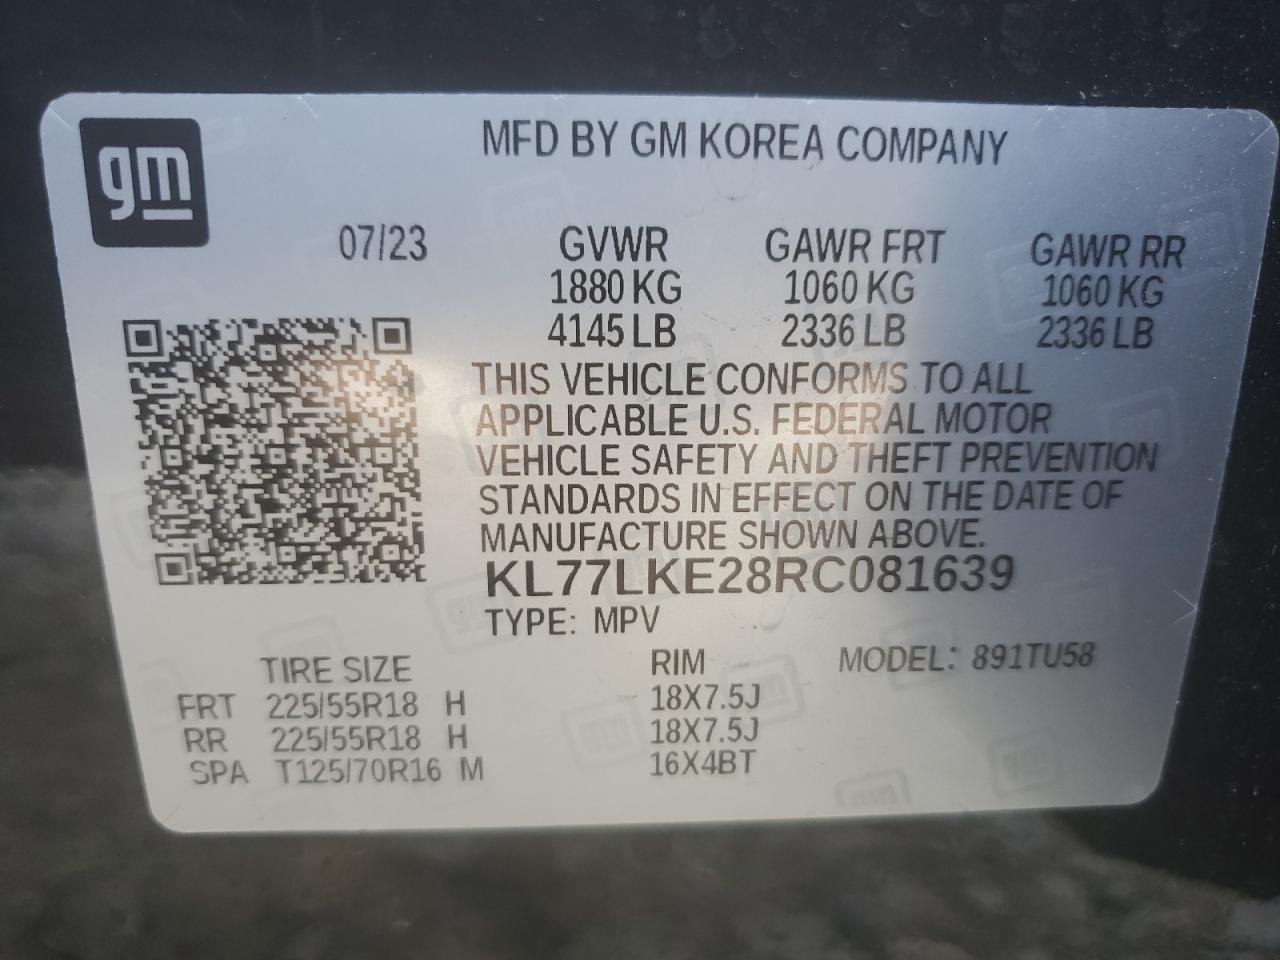 gm
MFD BY GM KOREA COMPANY
07/23 GVWR GAWR FRT GAWR RR
1880 KG 1060 KG 1060 KG
4145 LB 2336 LB 2336 LB
THIS VEHICLE CONFORMS TO ALL
APPLICABLE U.S. FEDERAL MOTOR
VEHICLE SAFETY AND THEFT PREVENTION
STANDARDS IN EFFECT ON THE DATE OF
MANUFACTURE SHOWN ABOVE.
KL77LKE28RC081639
TYPE: MPV
TIRE SIZE RIM MODEL: 891TU58
FRT 225/55R18 H 18X7.5J
RR 225/55R18 H 18X7.5J
SPA T125/70R16 M 16X4BT